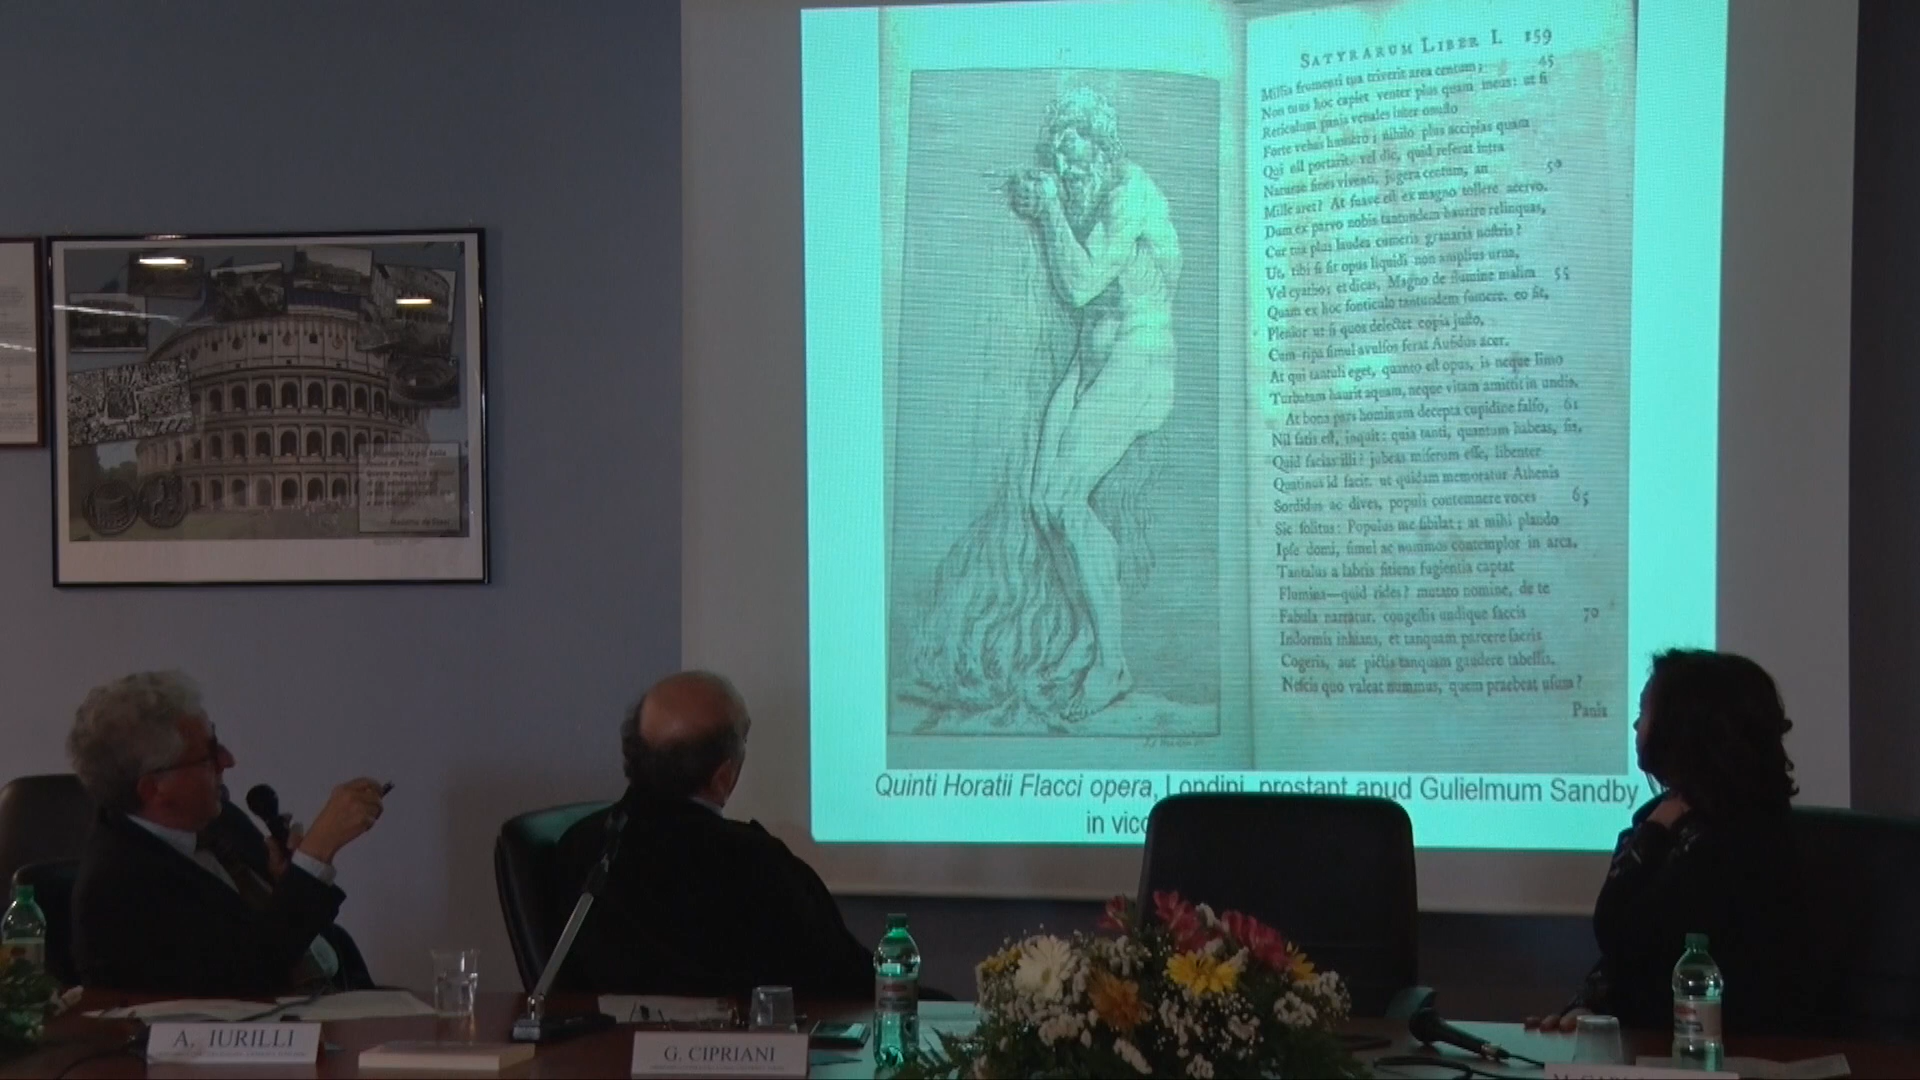 SATYRARUM LIBER I. 159
Millia frumenti tua triverit area centum; 45
Non tuus hoc capiet venter plus quam meus: ut si
Reticulum panis venales inter onusto
Forte vehas humero; nihilo plus accipias quam
Qui nil portarit. vel dic, quid referat intra
Naturae fines viventi, jugera centum, an 50
Mille aret? At suave est ex magno tollere acervo.
Dum ex parvo nobis tantundem haurire relinquas,
Cur tua plus laudes cumeris granaria nostris?
Ut, tibi si sit opus liquidi non amplius urna,
Vel cyatho; et dicas, Magno de flumine malim 55
Quam ex hoc fonticulo tantundem sumere. eo fit,
Plenior ut si quos delectet copia justo,
Cum ripa simul avulsos ferat Aufidus acer.
At qui tantuli eget, quanto est opus, is neque limo
Turbatam haurit aquam, neque vitam amittit in undis.
At bona pars hominum decepta cupidine falso, 61
Nil satis est, inquit: quia tanti, quantum habeas, sis.
Quid facias illi? jubeas miserum esse, libenter
Quatinus id facit. ut quidam memoratur Athenis
Sordidus ac dives, populi contemnere voces 65
Sic solitus: Populus me sibilat; at mihi plaudo
Ipse domi, simul ac nummos contemplor in arca.
Tantalus a labris sitiens fugientia captat
Flumina—quid rides? mutato nomine, de te
Fabula narratur. congestis undique saccis 70
Indormis inhians, et tanquam parcere sacris
Cogeris, aut pictis tanquam gaudere tabellis.
Nescis quo valeat nummus, quem praebeat usum?
Panis
Quinti Horatii Flacci opera, Londini, prostant apud Gulielmum Sandby
in vico
A. IURILLI
G. CIPRIANI